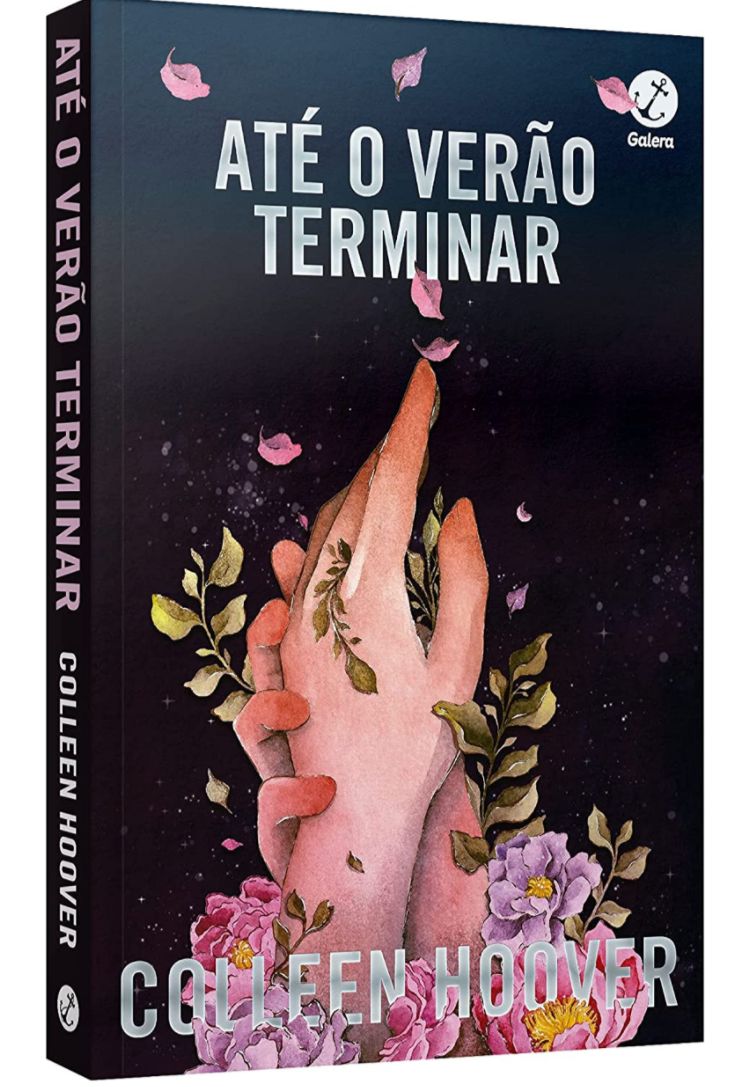 ATÉ O VERÃO TERMINAR COLLEEN HOOVER
Galera
ATÉ O VERÃO
TERMINAR
COLLEEN HOOVER